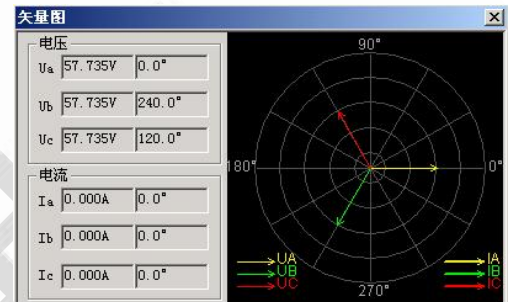 矢量图
电压
Ua 57.735V 0.0°
Ub 57.735V 240.0°
Uc 57.735V 120.0°
电流
Ia 0.000A 0.0°
Ib 0.000A 0.0°
Ic 0.000A 0.0°
90°
180°
0°
270°
UA
UB
UC
IA
IB
IC